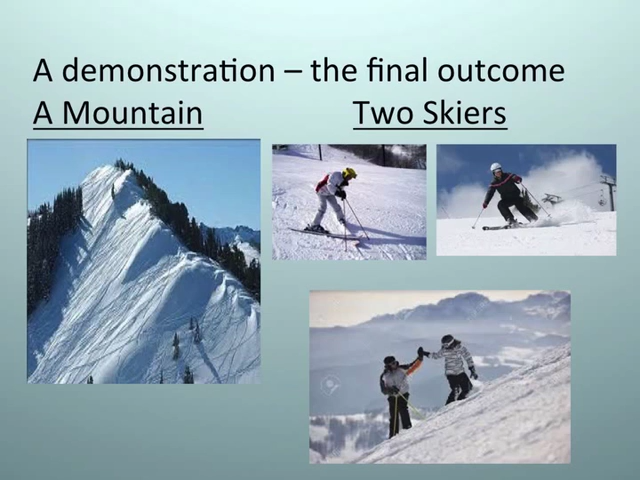 A demonstration – the final outcome
A Mountain
Two Skiers